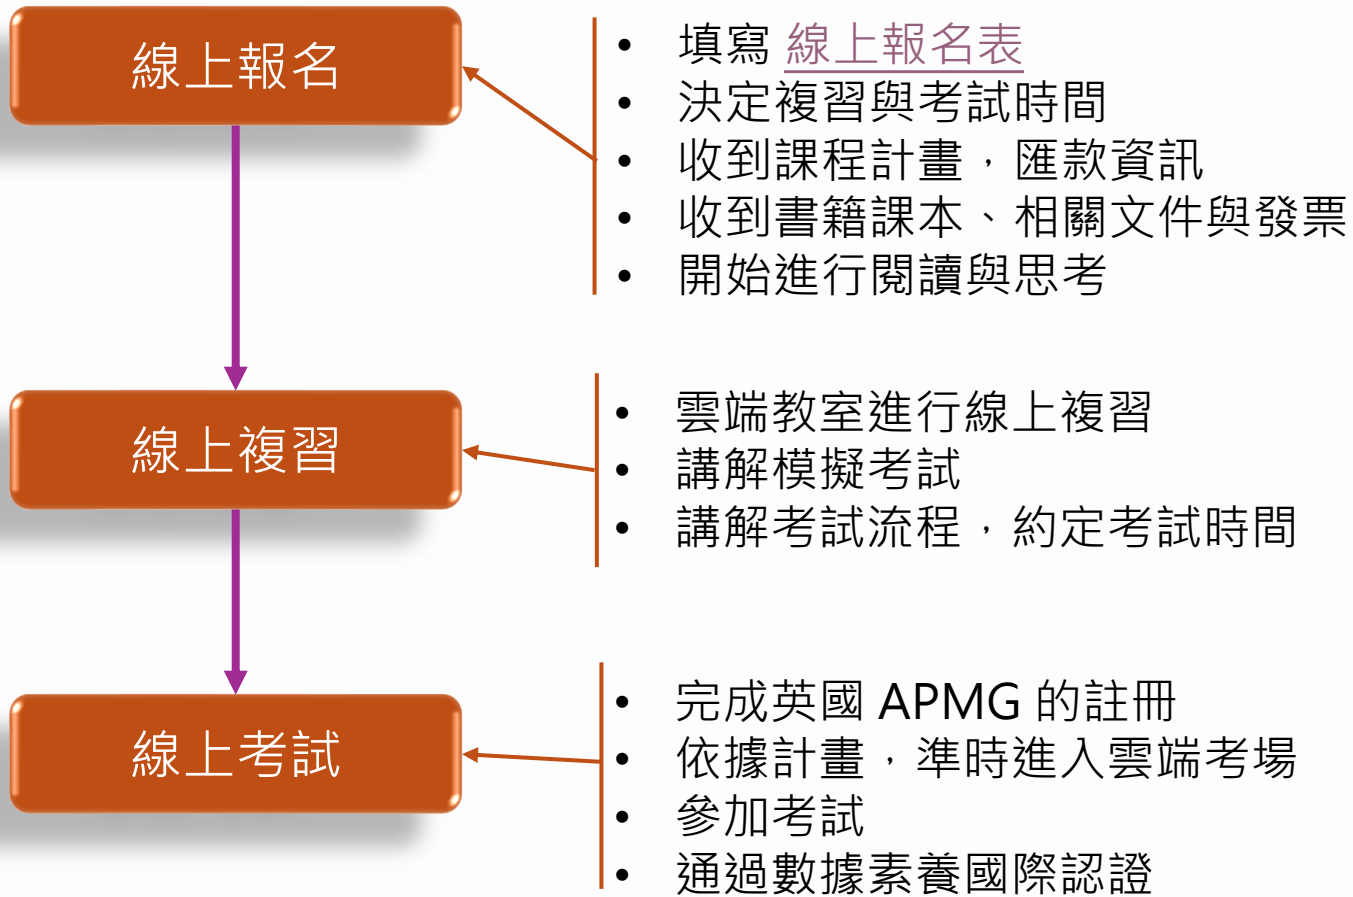 線上報名
• 填寫 線上報名表
• 決定複習與考試時間
• 收到課程計畫，匯款資訊
• 收到書籍課本、相關文件與發票
• 開始進行閱讀與思考
線上複習
• 雲端教室進行線上複習
• 講解模擬考試
• 講解考試流程，約定考試時間
線上考試
• 完成英國 APMG 的註冊
• 依據計畫，準時進入雲端考場
• 參加考試
• 通過數據素養國際認證